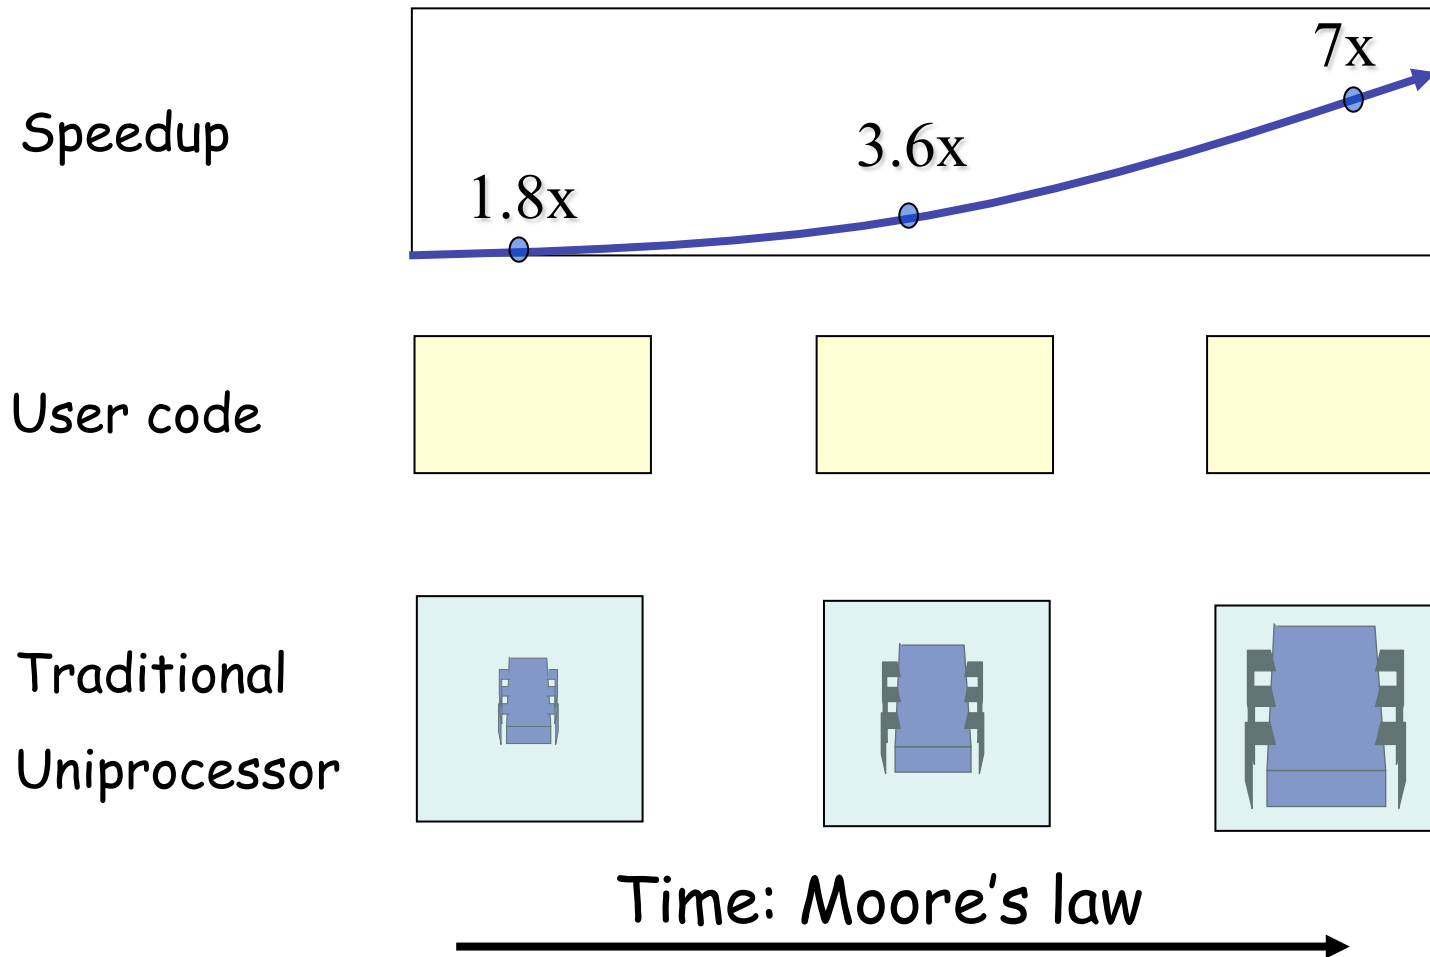 7x
3.6x
Speedup
1.8x
User code
Traditional
Uniprocessor
Time: Moore’s law